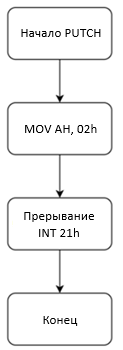 Начало PUTCH
MOV AH, 02h
Прерывание
INT 21h
Конец